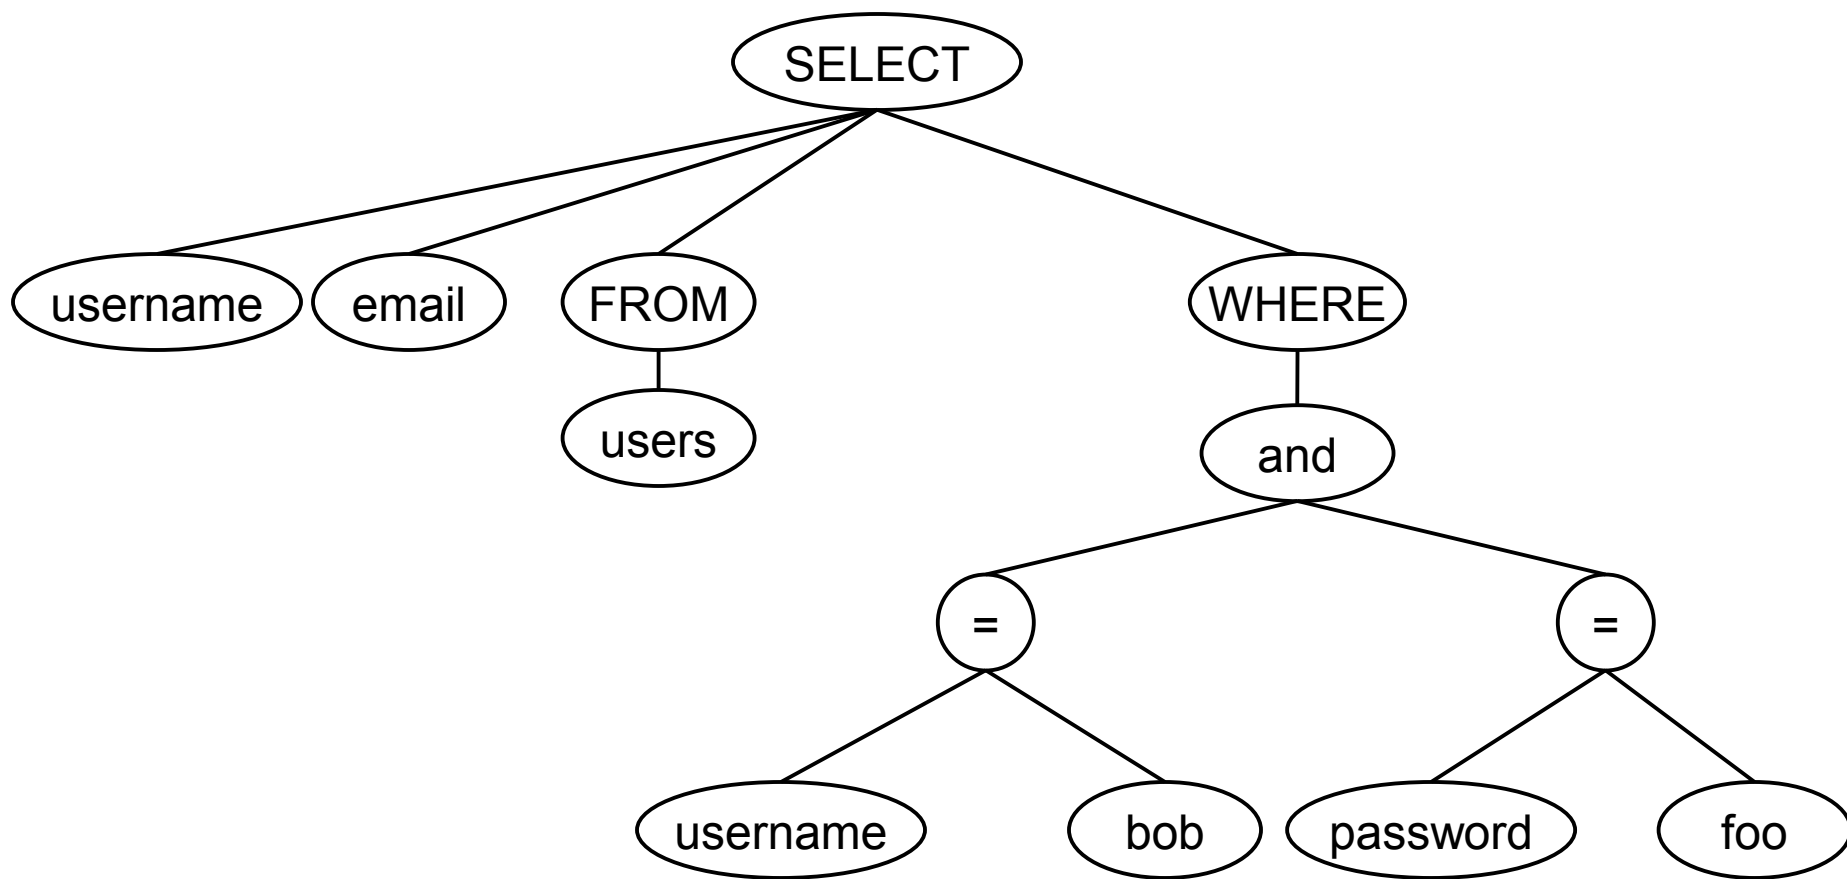 SELECT
username
email
FROM
WHERE
users
and
=
=
username
bob
password
foo